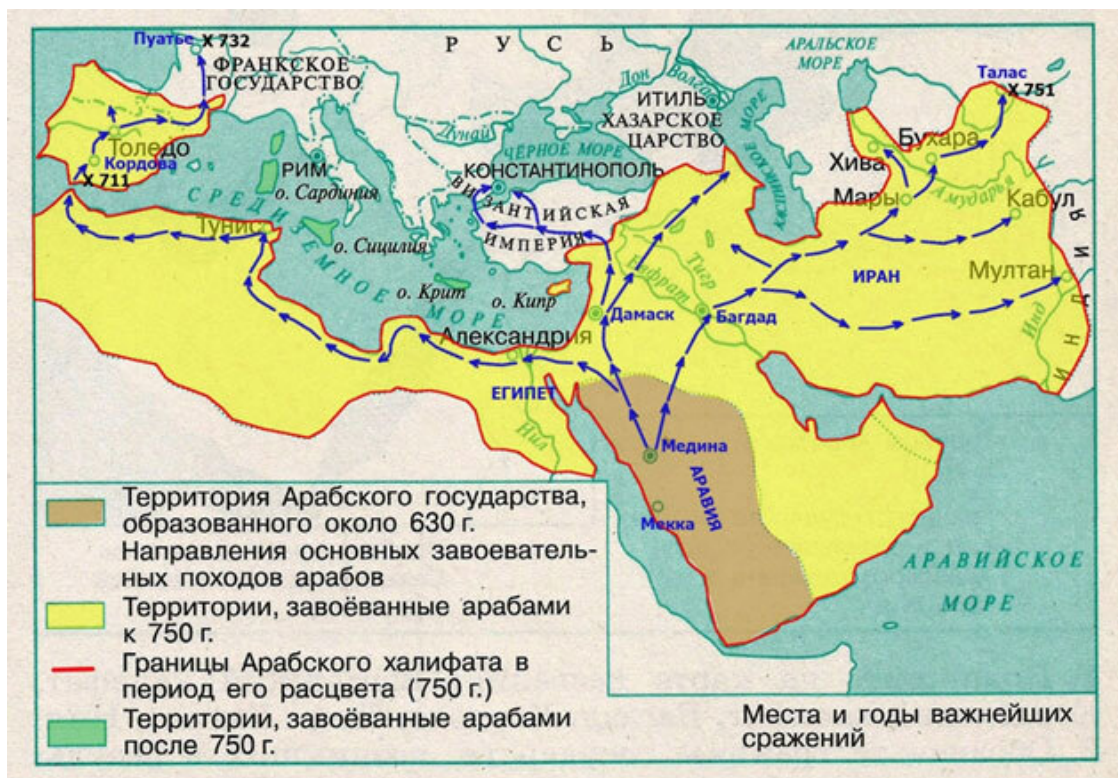 Пуатье
X 732
ФРАНКСКОЕ
ГОСУДАРСТВО
Р У С Ь
АРАЛЬСКОЕ
МОРЕ
Талас
X 751
Дон
Волга
ИТИЛЬ
ХАЗАРСКОЕ
ЦАРСТВО
КАСПИЙСКОЕ МОРЕ
Дунай
ЧЁРНОЕ МОРЕ
Толедо
Кордова
X 711
РИМ
о. Сардиния
КОНСТАНТИНОПОЛЬ
ВИЗАНТИЙСКАЯ
ИМПЕРИЯ
Бухара
Хива
Мары
Амударья
Кабул
СРЕДИЗЕМНОЕ
МОРЕ
Тунис
о. Сицилия
о. Крит
о. Кипр
Тигр
Евфрат
ИРАН
Мултан
Инд
ИНДИЯ
Дамаск
Багдад
Александрия
ЕГИПЕТ
Нил
Медина
Мекка
АРАВИЯ
АРАВИЙСКОЕ
МОРЕ
Территория Арабского государства,
образованного около 630 г.
Направления основных завоеватель-
ных походов арабов
Территории, завоёванные арабами
к 750 г.
Границы Арабского халифата в
период его расцвета (750 г.)
Территории, завоёванные арабами
после 750 г.
Места и годы важнейших
сражений